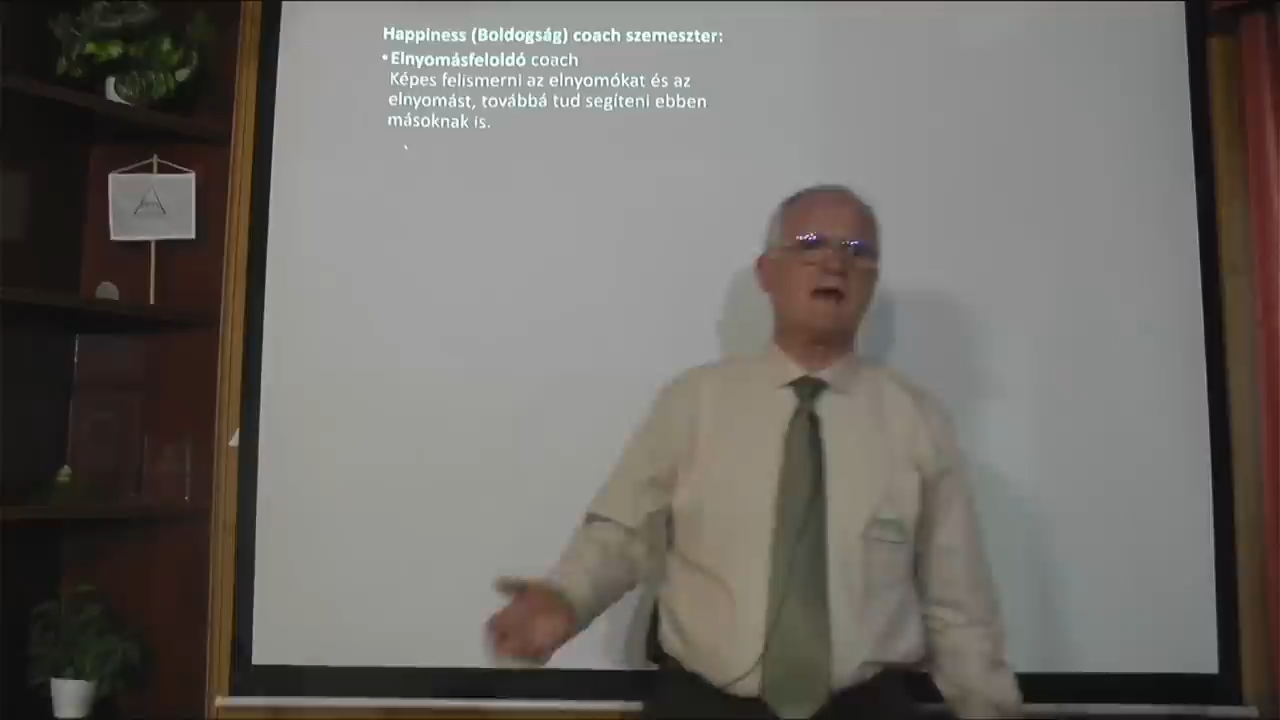 Happiness (Boldogság) coach szemeszter:
•Elnyomásfeloldó coach
Képes felismerni az elnyomókat és az
elnyomást, továbbá tud segíteni ebben
másoknak is.